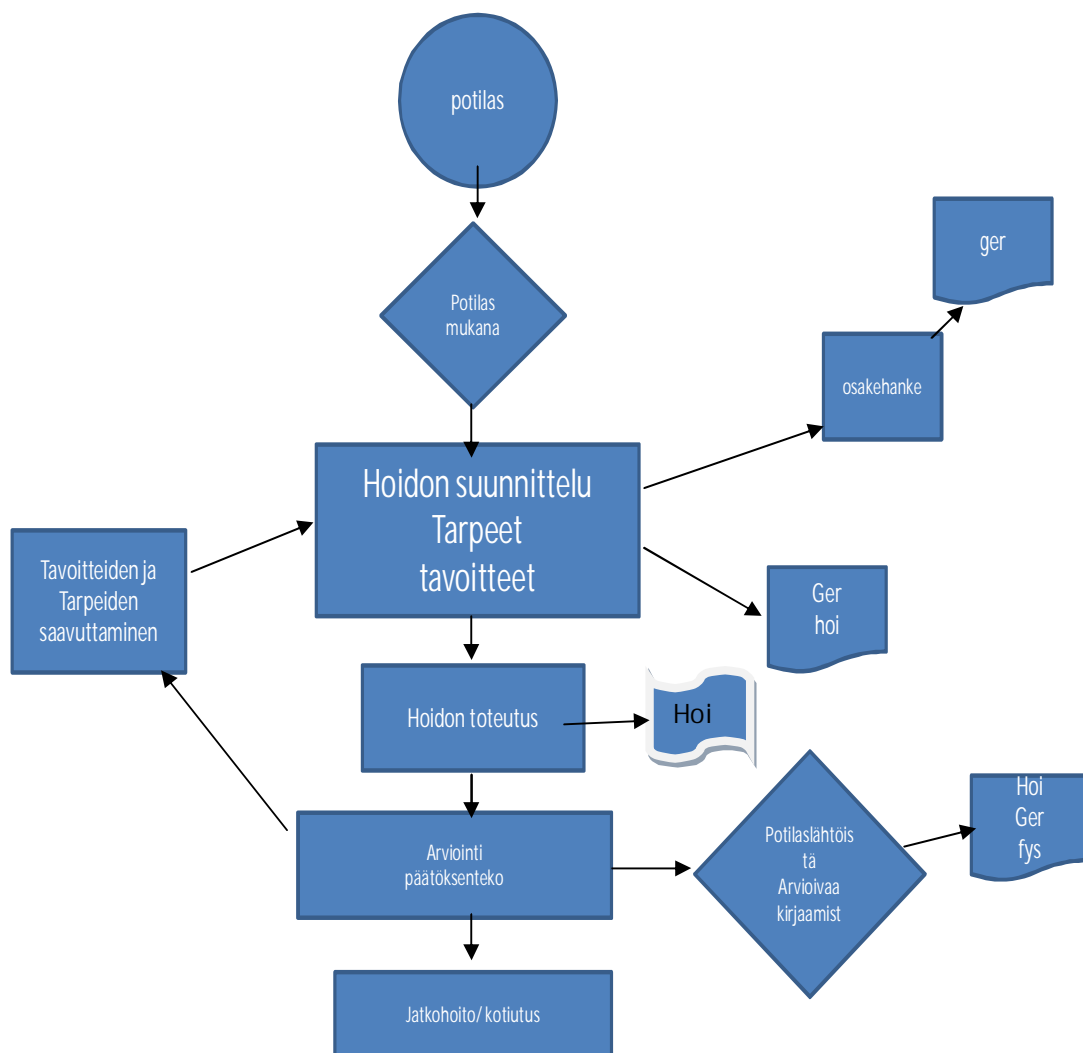 potilas
Potilas
mukana
ger
osakehanke
Hoidon suunnittelu
Tarpeet
tavoitteet
Tavoitteiden ja
Tarpeiden
saavuttaminen
Ger
hoi
Hoidon toteutus
Hoi
Arviointi
päätöksenteko
Potilaslähtöis
tä
Arvioivaa
kirjaamist
Hoi
Ger
fys
Jatkohoito/ kotiutus